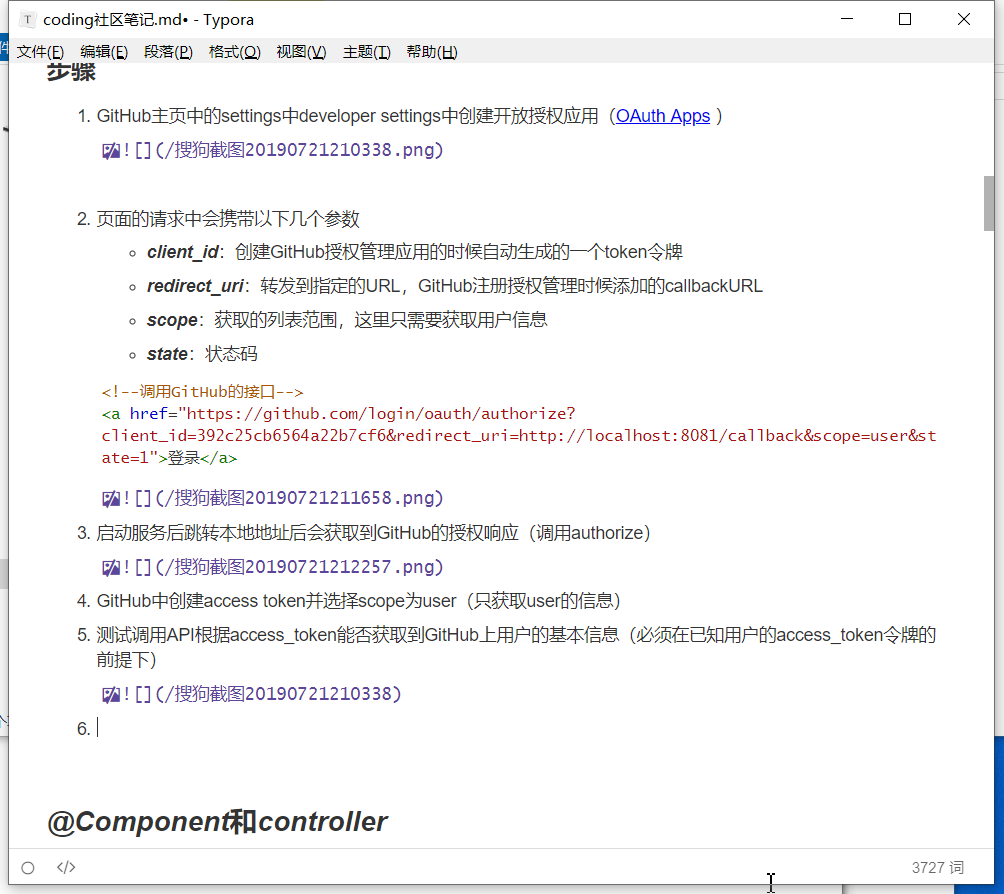 coding社区笔记.md• - Typora
文件(F) 编辑(E) 段落(P) 格式(O) 视图(V) 主题(T) 帮助(H)
步骤
1. GitHub主页中的settings中developer settings中创建开放授权应用（OAuth Apps ）
![](/搜狗截图20190721210338.png)
2. 页面的请求中会携带以下几个参数
client_id：创建GitHub授权管理应用的时候自动生成的一个token令牌
redirect_uri：转发到指定的URL，GitHub注册授权管理时候添加的callbackURL
scope：获取的列表范围，这里只需要获取用户信息
state：状态码
<!--调用GitHub的接口-->
<a href="https://github.com/login/oauth/authorize?
client_id=392c25cb6564a22b7cf6&redirect_uri=http://localhost:8081/callback&scope=user&st
ate=1">登录</a>
![](/搜狗截图20190721211658.png)
3. 启动服务后跳转本地地址后会获取到GitHub的授权响应（调用authorize）
![](/搜狗截图20190721212257.png)
4. GitHub中创建access token并选择scope为user（只获取user的信息）
5. 测试调用API根据access_token能否获取到GitHub上用户的基本信息（必须在已知用户的access_token令牌的
前提下）
![](/搜狗截图20190721210338)
6.
@Component和controller
</> 3727 词